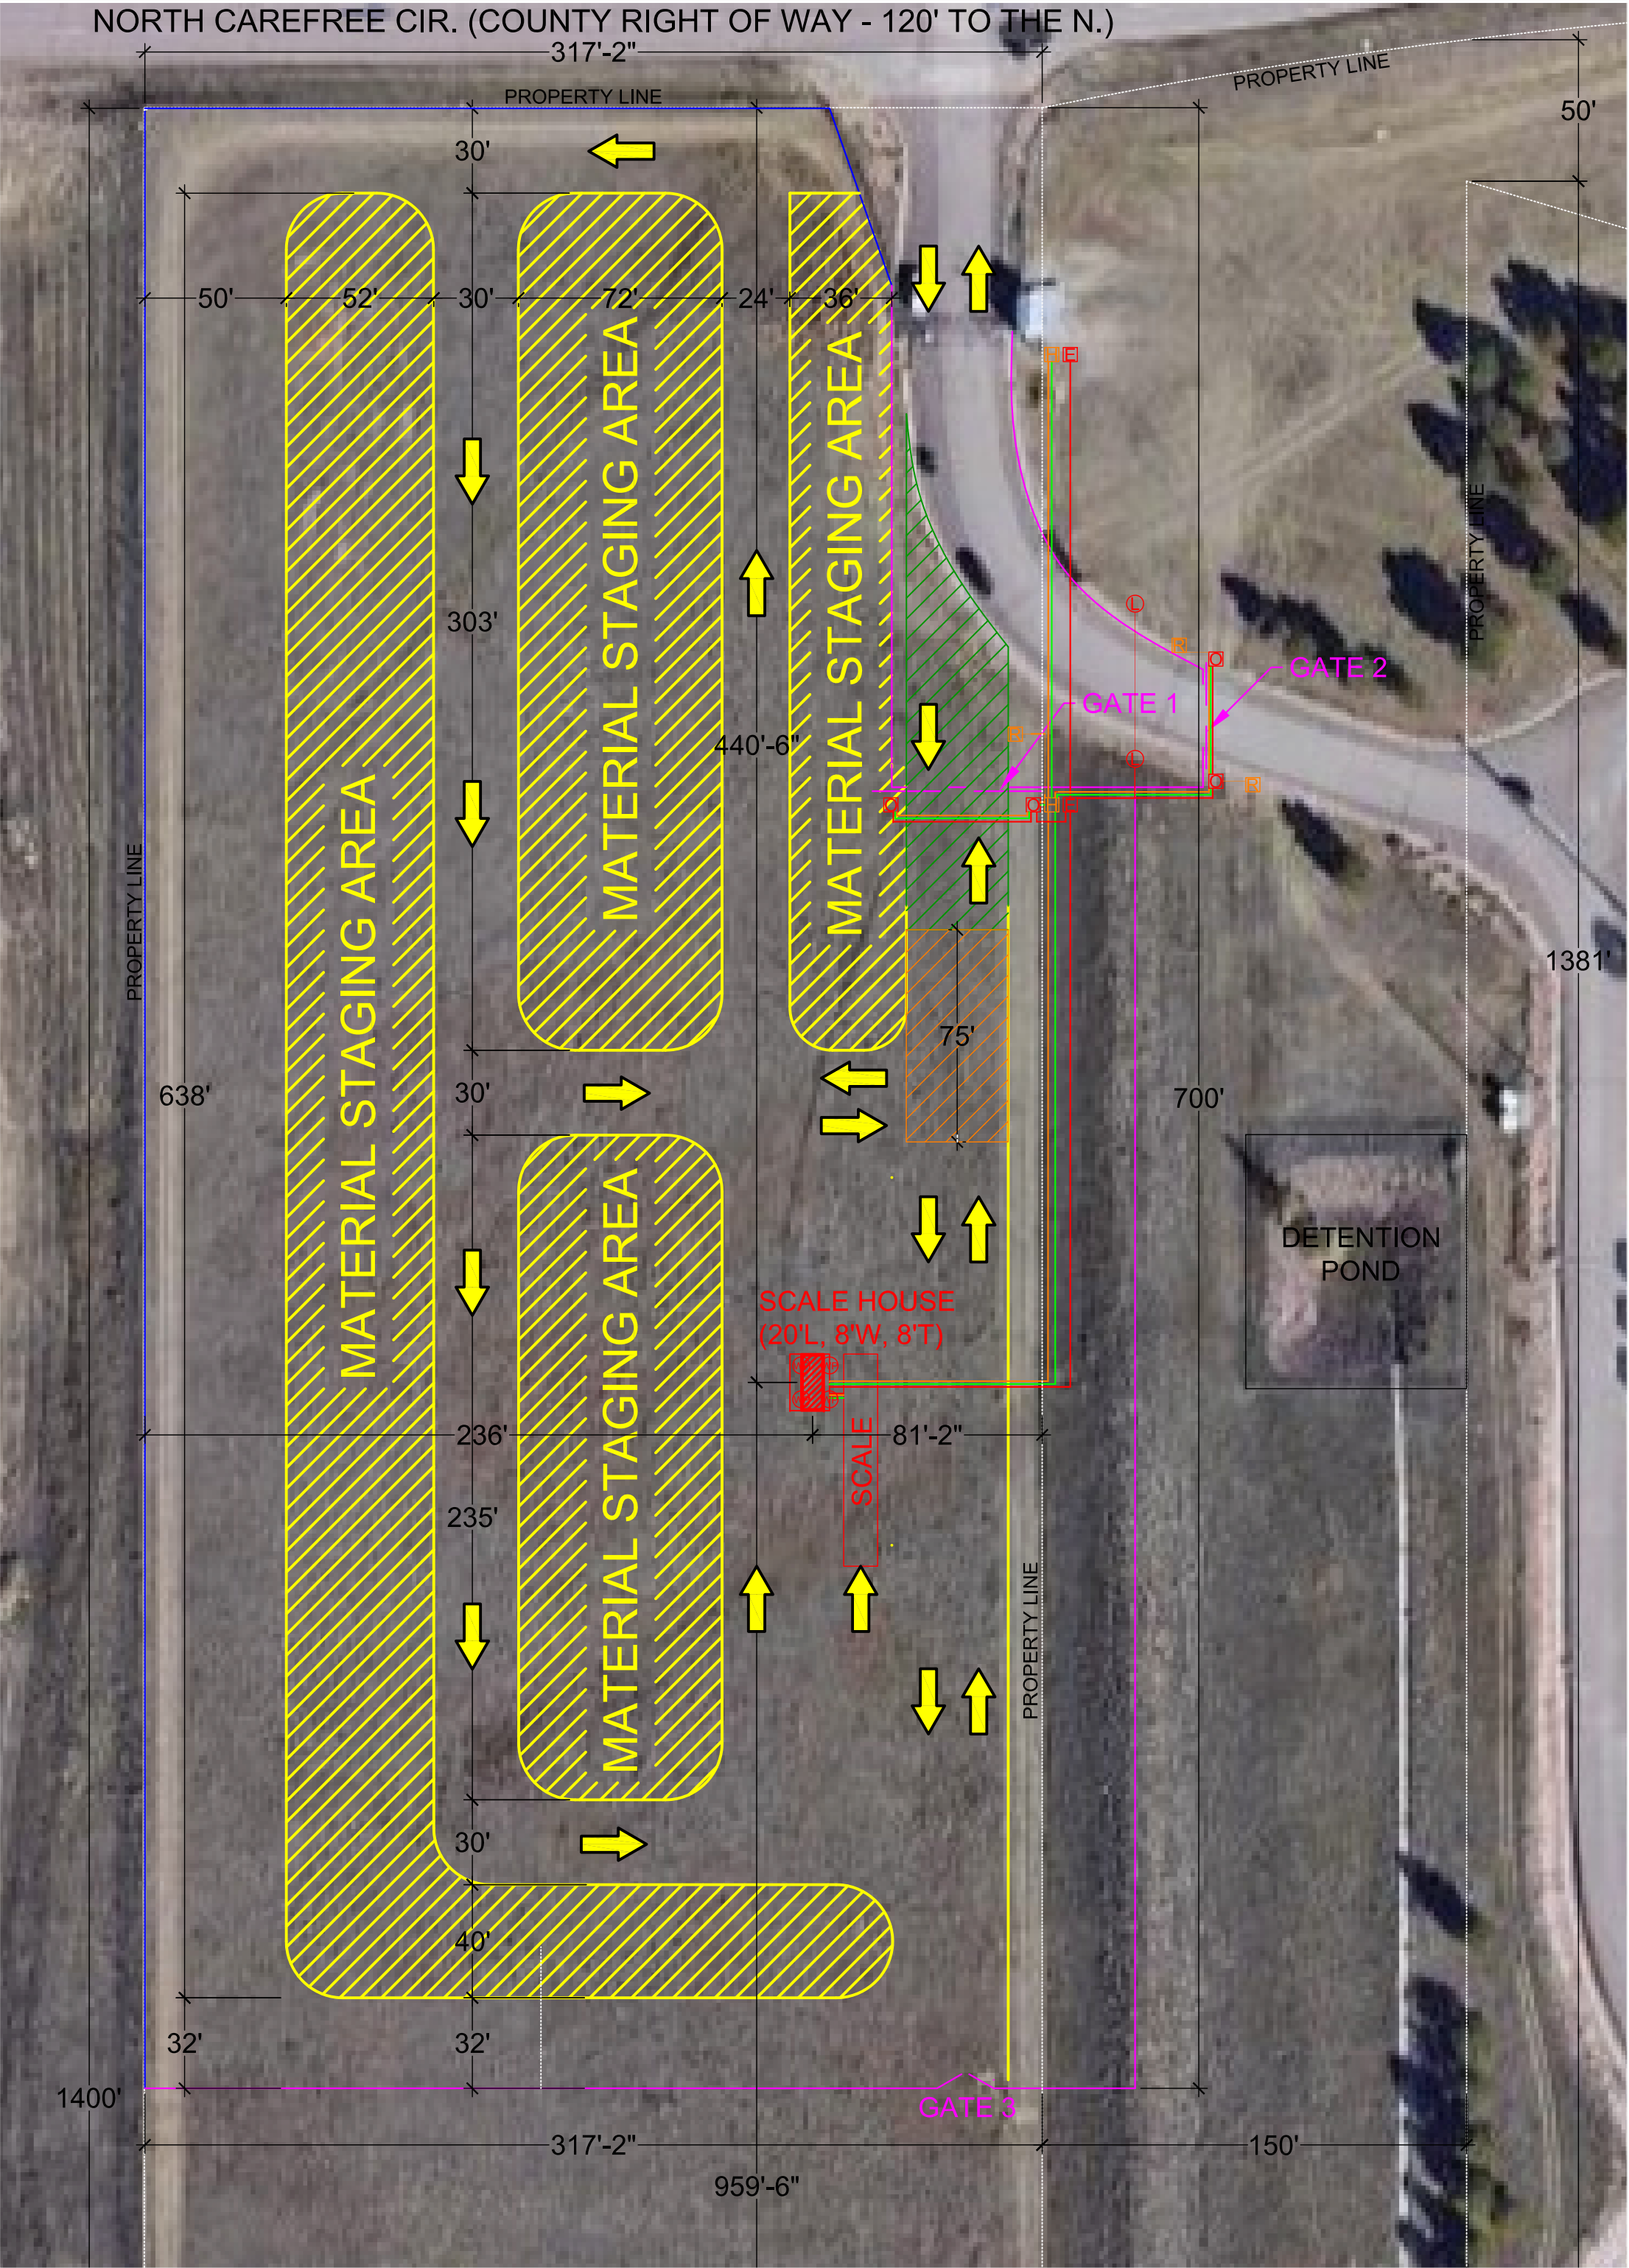 NORTH CAREFREE CIR. (COUNTY RIGHT OF WAY - 120' TO THE N.)
317'-2"
PROPERTY LINE
PROPERTY LINE
50'
30'
50'
52'
30'
72'
24'
36'
MATERIAL STAGING AREA
MATERIAL STAGING AREA
H
E
PROPERTY LINE
303'
L
R
O
GATE 2
GATE 1
R
440'-6"
L
O
R
O
O
H
E
MATERIAL STAGING AREA
PROPERTY LINE
1381'
75'
638'
30'
700'
MATERIAL STAGING AREA
DETENTION
POND
SCALE HOUSE
(20'L, 8'W, 8'T)
236'
81'-2"
SCALE
235'
PROPERTY LINE
30'
40'
32'
32'
1400'
GATE 3
317'-2"
150'
959'-6"